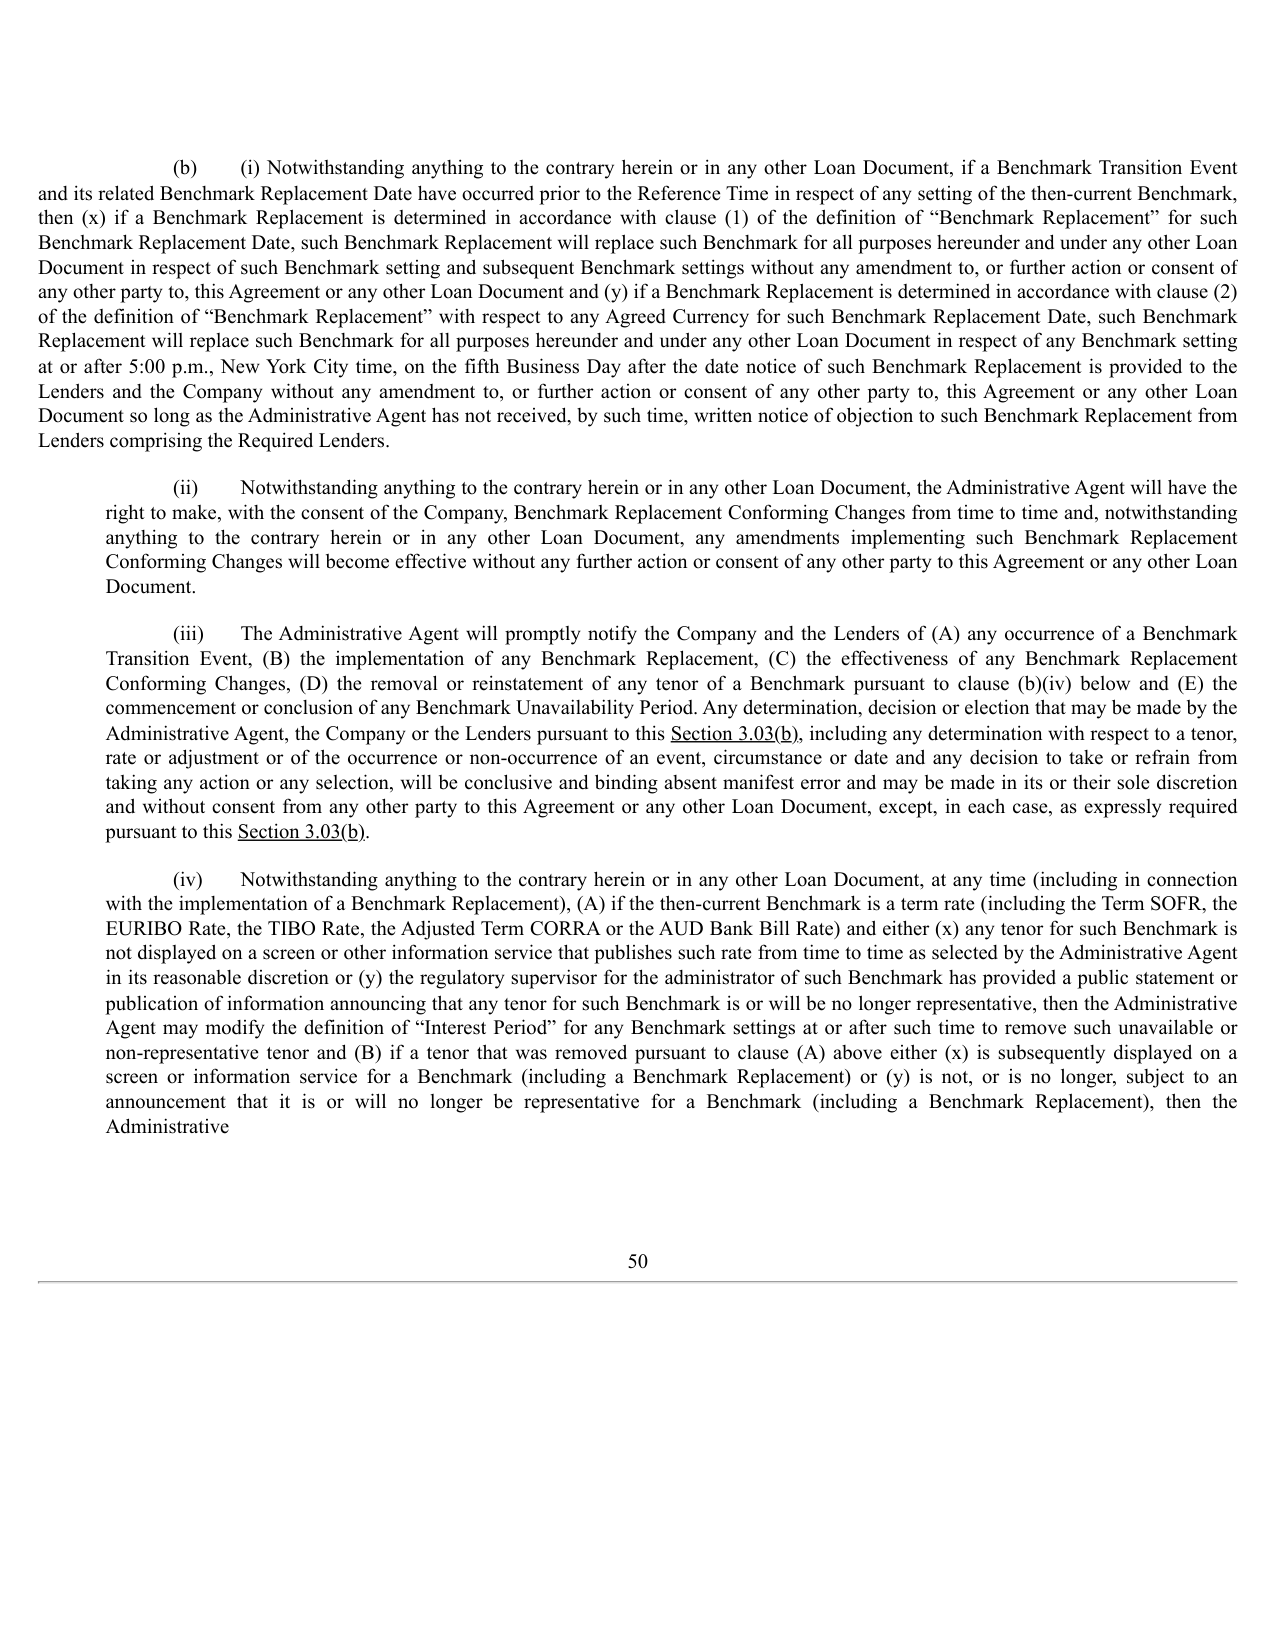 (b) (i) Notwithstanding anything to the contrary herein or in any other Loan Document, if a Benchmark Transition Event
and its related Benchmark Replacement Date have occurred prior to the Reference Time in respect of any setting of the then-current Benchmark,
then (x) if a Benchmark Replacement is determined in accordance with clause (1) of the definition of “Benchmark Replacement” for such
Benchmark Replacement Date, such Benchmark Replacement will replace such Benchmark for all purposes hereunder and under any other Loan
Document in respect of such Benchmark setting and subsequent Benchmark settings without any amendment to, or further action or consent of
any other party to, this Agreement or any other Loan Document and (y) if a Benchmark Replacement is determined in accordance with clause (2)
of the definition of “Benchmark Replacement” with respect to any Agreed Currency for such Benchmark Replacement Date, such Benchmark
Replacement will replace such Benchmark for all purposes hereunder and under any other Loan Document in respect of any Benchmark setting
at or after 5:00 p.m., New York City time, on the fifth Business Day after the date notice of such Benchmark Replacement is provided to the
Lenders and the Company without any amendment to, or further action or consent of any other party to, this Agreement or any other Loan
Document so long as the Administrative Agent has not received, by such time, written notice of objection to such Benchmark Replacement from
Lenders comprising the Required Lenders.
(ii) Notwithstanding anything to the contrary herein or in any other Loan Document, the Administrative Agent will have the
right to make, with the consent of the Company, Benchmark Replacement Conforming Changes from time to time and, notwithstanding
anything to the contrary herein or in any other Loan Document, any amendments implementing such Benchmark Replacement
Conforming Changes will become effective without any further action or consent of any other party to this Agreement or any other Loan
Document.
(iii) The Administrative Agent will promptly notify the Company and the Lenders of (A) any occurrence of a Benchmark
Transition Event, (B) the implementation of any Benchmark Replacement, (C) the effectiveness of any Benchmark Replacement
Conforming Changes, (D) the removal or reinstatement of any tenor of a Benchmark pursuant to clause (b)(iv) below and (E) the
commencement or conclusion of any Benchmark Unavailability Period. Any determination, decision or election that may be made by the
Administrative Agent, the Company or the Lenders pursuant to this Section 3.03(b), including any determination with respect to a tenor,
rate or adjustment or of the occurrence or non-occurrence of an event, circumstance or date and any decision to take or refrain from
taking any action or any selection, will be conclusive and binding absent manifest error and may be made in its or their sole discretion
and without consent from any other party to this Agreement or any other Loan Document, except, in each case, as expressly required
pursuant to this Section 3.03(b).
(iv) Notwithstanding anything to the contrary herein or in any other Loan Document, at any time (including in connection
with the implementation of a Benchmark Replacement), (A) if the then-current Benchmark is a term rate (including the Term SOFR, the
EURIBO Rate, the TIBO Rate, the Adjusted Term CORRA or the AUD Bank Bill Rate) and either (x) any tenor for such Benchmark is
not displayed on a screen or other information service that publishes such rate from time to time as selected by the Administrative Agent
in its reasonable discretion or (y) the regulatory supervisor for the administrator of such Benchmark has provided a public statement or
publication of information announcing that any tenor for such Benchmark is or will be no longer representative, then the Administrative
Agent may modify the definition of “Interest Period” for any Benchmark settings at or after such time to remove such unavailable or
non-representative tenor and (B) if a tenor that was removed pursuant to clause (A) above either (x) is subsequently displayed on a
screen or information service for a Benchmark (including a Benchmark Replacement) or (y) is not, or is no longer, subject to an
announcement that it is or will no longer be representative for a Benchmark (including a Benchmark Replacement), then the
Administrative
50